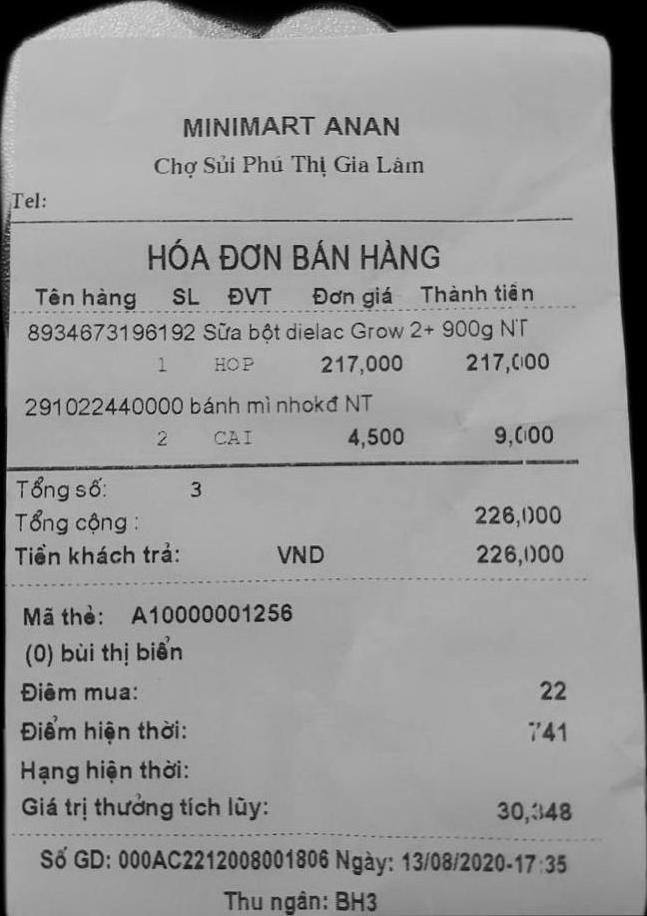 MINIMART ANAN
Chợ Sủi Phú Thị Gia Lâm
Tel:
HÓA ĐƠN BÁN HÀNG
Tên hàng SL ĐVT Đơn giá Thành tiền
8934673196192 Sữa bột dielac Grow 2+ 900g NT
1 HOP 217,000 217,000
291022440000 bánh mì nhokđ NT
2 CAI 4,500 9,000
Tổng số: 3
Tổng cộng : 226,000
Tiền khách trả: VND 226,000
Mã thẻ: A10000001256
(0) bùi thị biển
Điêm mua: 22
Điểm hiện thời: 741
Hạng hiện thời:
Giá trị thưởng tích lũy: 30,348
Số GD: 000AC2212008001806 Ngày: 13/08/2020-17:35
Thu ngân: BH3